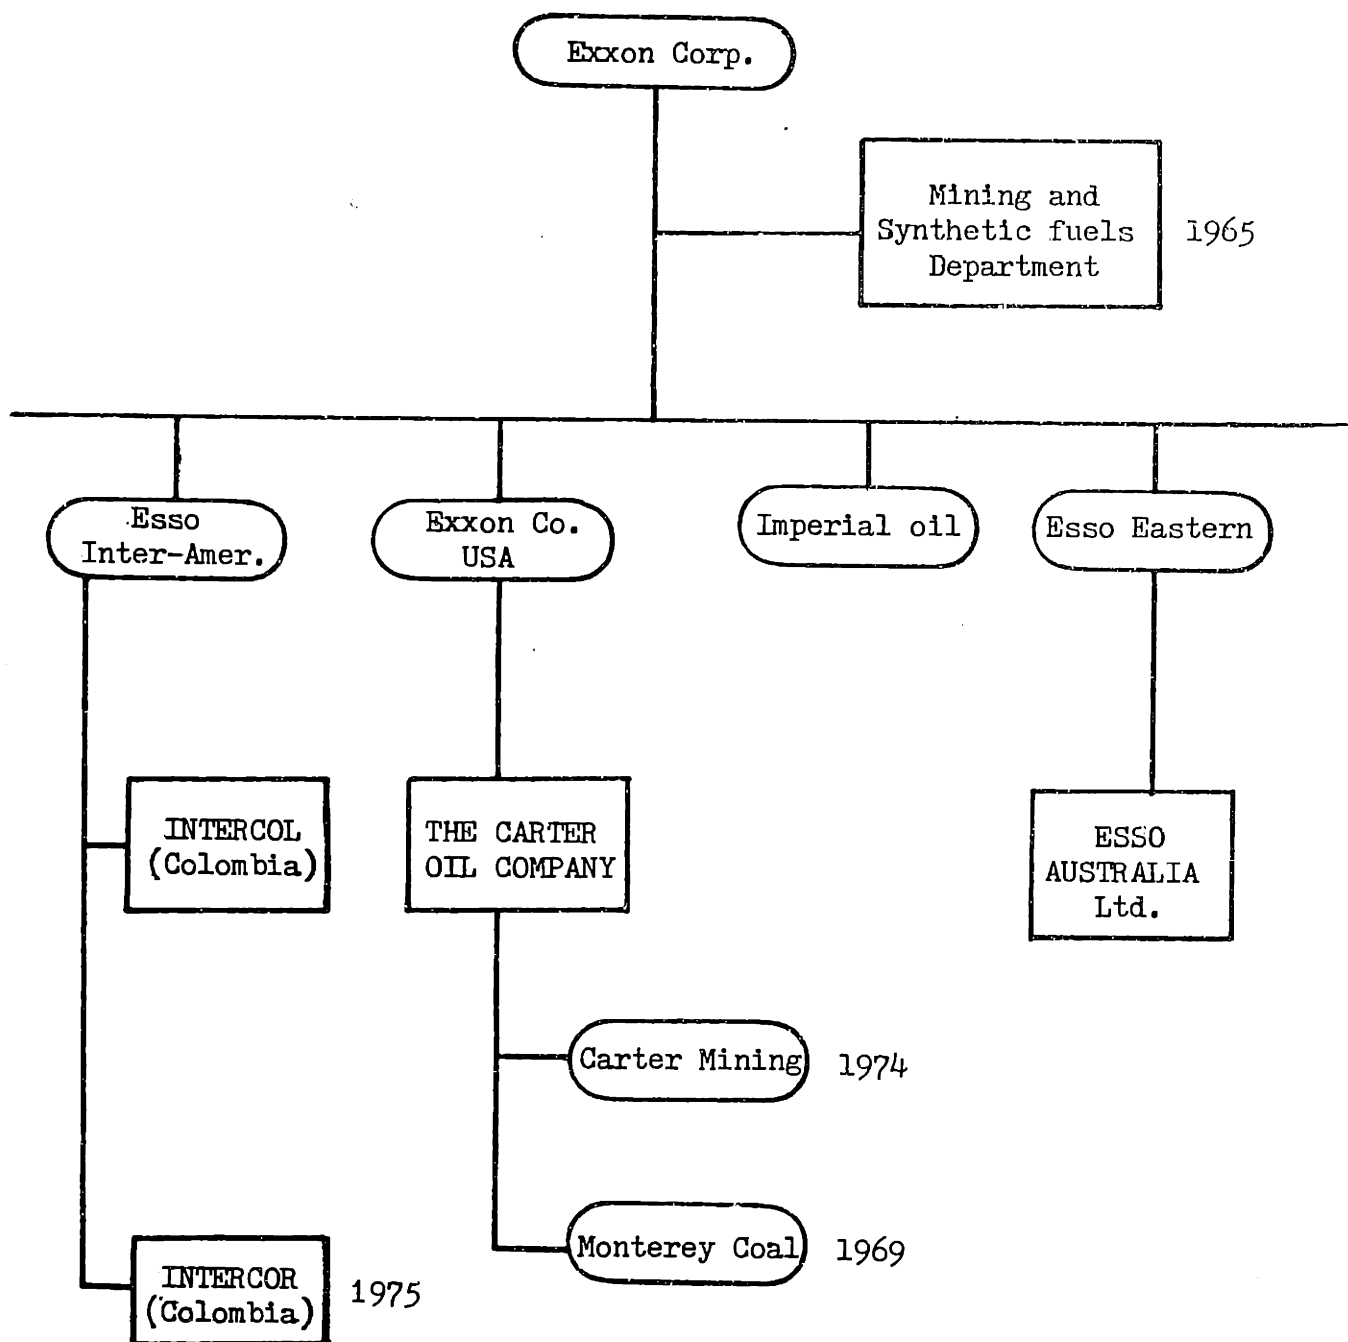 Exxon Corp.
Mining and
Synthetic fuels
Department
1965
Esso
Inter-Amer.
Exxon Co.
USA
Imperial oil
Esso Eastern
INTERCOL
(Colombia)
THE CARTER
OIL COMPANY
ESSO
AUSTRALIA
Ltd.
Carter Mining
1974
Monterey Coal
1969
INTERCOR
(Colombia)
1975